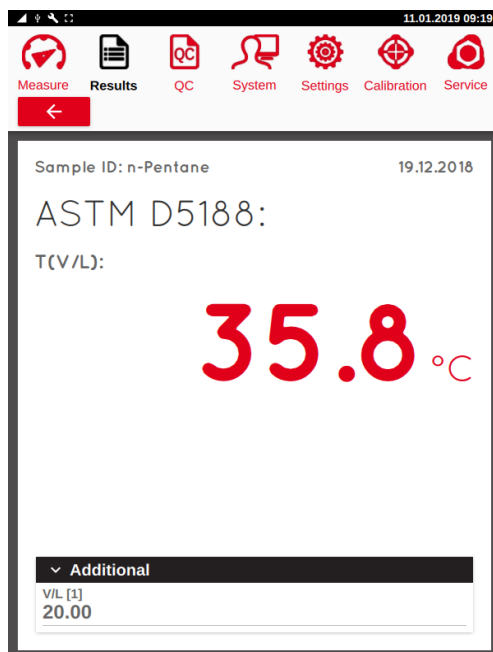 11.01.2019 09:19
Measure Results QC System Settings Calibration Service
Sample ID: n-Pentane 19.12.2018
ASTM D5188:
T(V/L):
35.8 °C
Additional
V/L [1]
20.00